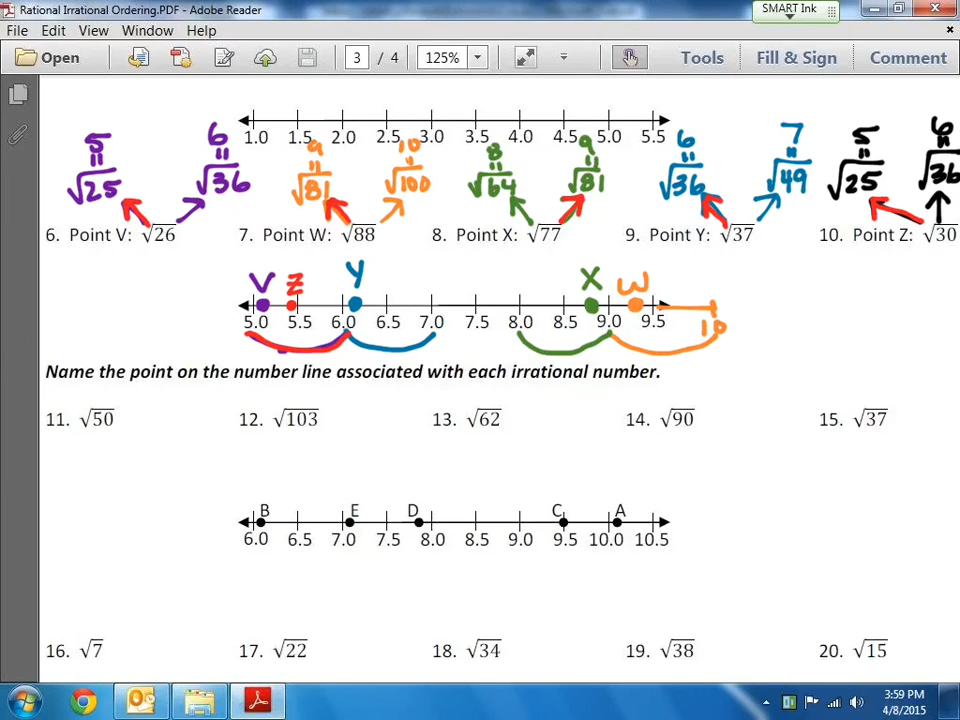 Rational Irrational Ordering.PDF - Adobe Reader
SMART Ink
File Edit View Window Help
Open 3 / 4 125% Tools Fill & Sign Comment
1.0 1.5 2.0 2.5 3.0 3.5 4.0 4.5 5.0 5.5
5 6 9 10 8 9 6 7 5 6
√25 √36 √81 √100 √64 √81 √36 √49 √25 √36
6. Point V: √26 7. Point W: √88 8. Point X: √77 9. Point Y: √37 10. Point Z: √30
V Z Y X W
5.0 5.5 6.0 6.5 7.0 7.5 8.0 8.5 9.0 9.5 10
Name the point on the number line associated with each irrational number.
11. √50 12. √103 13. √62 14. √90 15. √37
B E D C A
6.0 6.5 7.0 7.5 8.0 8.5 9.0 9.5 10.0 10.5
16. √7 17. √22 18. √34 19. √38 20. √15
3:59 PM
4/8/2015